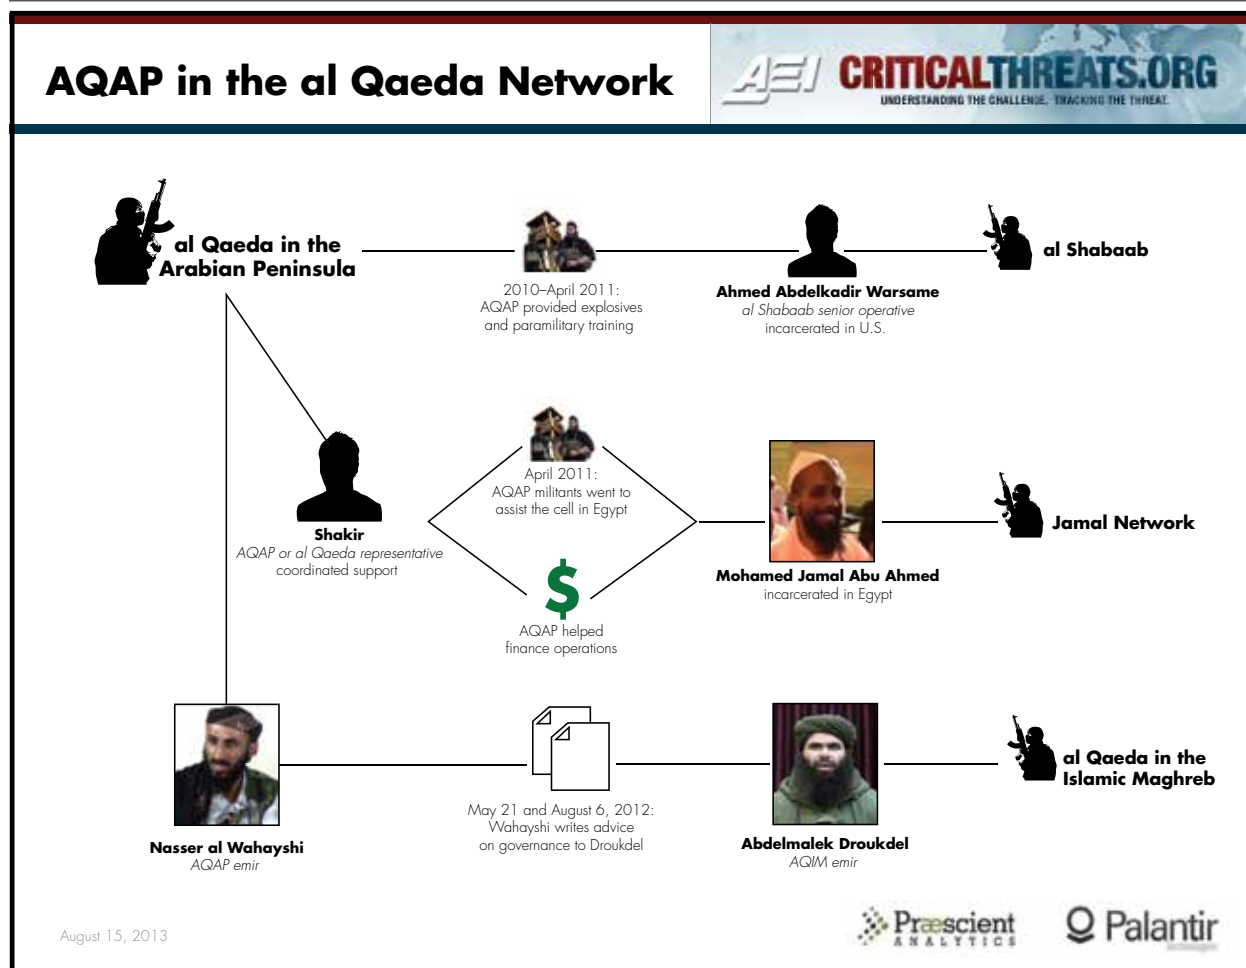 AQAP in the al Qaeda Network
AEI CRITICALTHREATS.ORG
UNDERSTANDING THE CHALLENGE. TRACKING THE THREAT.
al Qaeda in the
Arabian Peninsula
2010–April 2011:
AQAP provided explosives
and paramilitary training
Ahmed Abdelkadir Warsame
al Shabaab senior operative
incarcerated in U.S.
al Shabaab
Shakir
AQAP or al Qaeda representative
coordinated support
April 2011:
AQAP militants went to
assist the cell in Egypt
$
AQAP helped
finance operations
Mohamed Jamal Abu Ahmed
incarcerated in Egypt
Jamal Network
Nasser al Wahayshi
AQAP emir
May 21 and August 6, 2012:
Wahayshi writes advice
on governance to Droukdel
Abdelmalek Droukdel
AQIM emir
al Qaeda in the
Islamic Maghreb
August 15, 2013
Præscient
ANALYTICS
Palantir